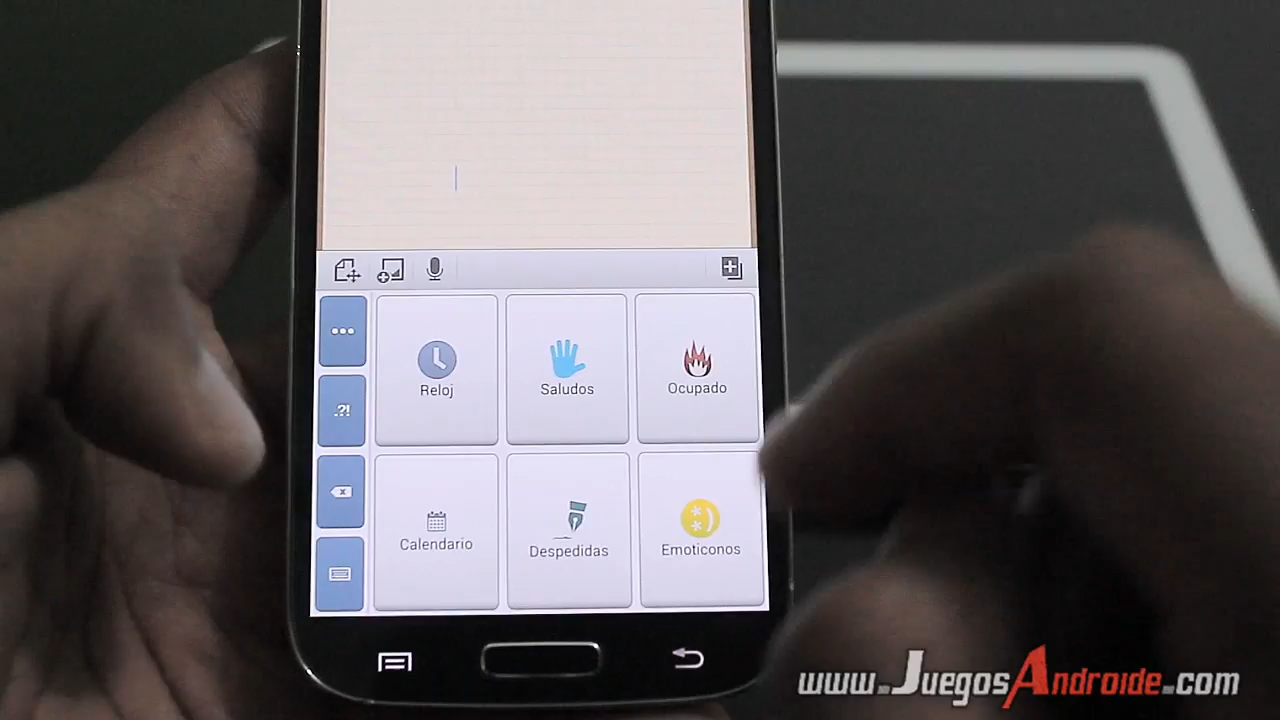 ...
.?!
Reloj
Saludos
Ocupado
Calendario
Despedidas
Emoticonos
www.JuegosAndroide.com